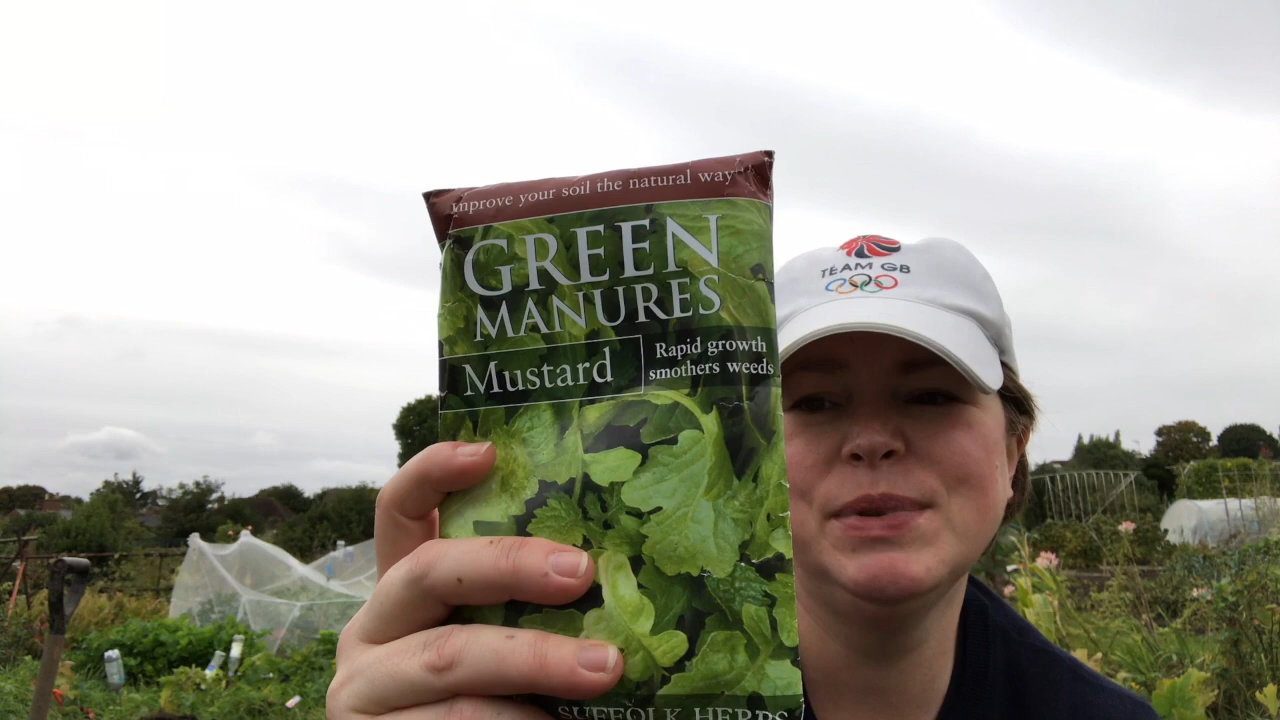 improve your soil the natural way
GREEN
MANURES
Mustard
Rapid growth
smothers weeds
SUFFOLK HERBS
TEAM GB